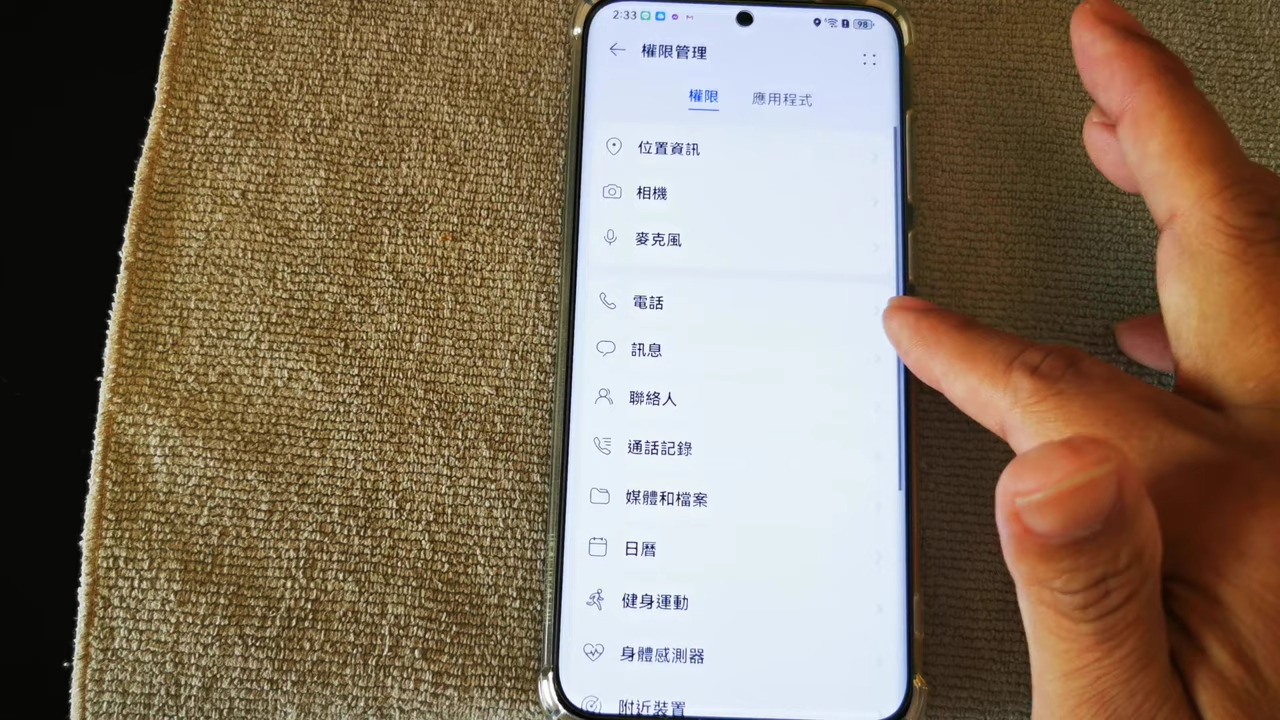 2:33 98
權限管理
權限 應用程式
位置資訊
相機
麥克風
電話
訊息
聯絡人
通話記錄
媒體和檔案
日曆
健身運動
身體感測器
附近裝置